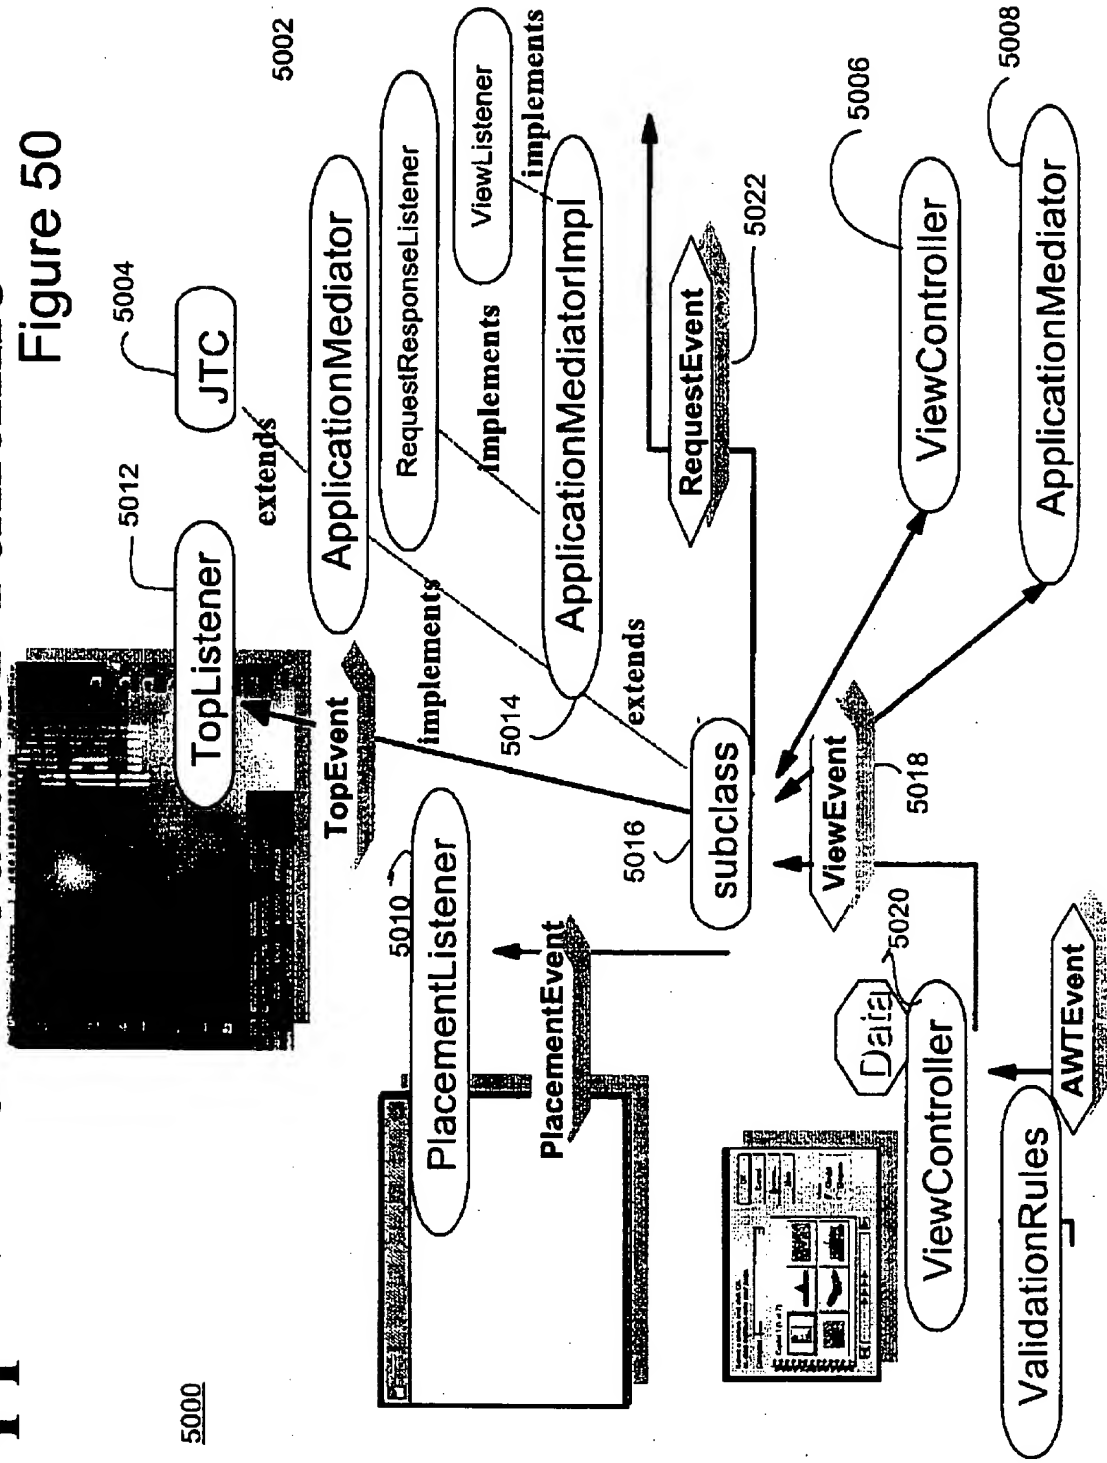 Figure 50
5000
5002
5004
JTC
5012
TopListener
extends
ApplicationMediator
RequestResponseListener
ViewListener
implements
implements
implements
TopEvent
5010
PlacementListener
5014
ApplicationMediatorImpl
PlacementEvent
extends
5016
subclass
RequestEvent
5022
ViewEvent
5018
5006
ViewController
5008
ApplicationMediator
5020
Data
ViewController
AWTEvent
ValidationRules